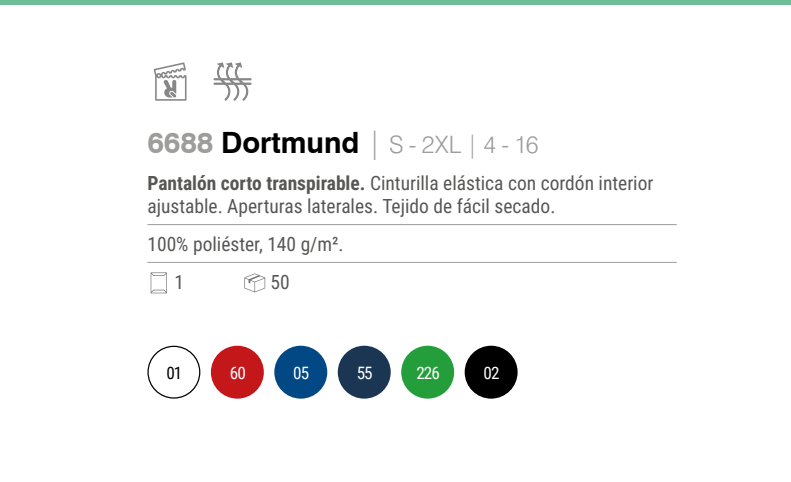 6688 Dortmund | S - 2XL | 4 - 16
Pantalón corto transpirable. Cinturilla elástica con cordón interior
ajustable. Aperturas laterales. Tejido de fácil secado.
100% poliéster, 140 g/m².
1 50
01 60 05 55 226 02